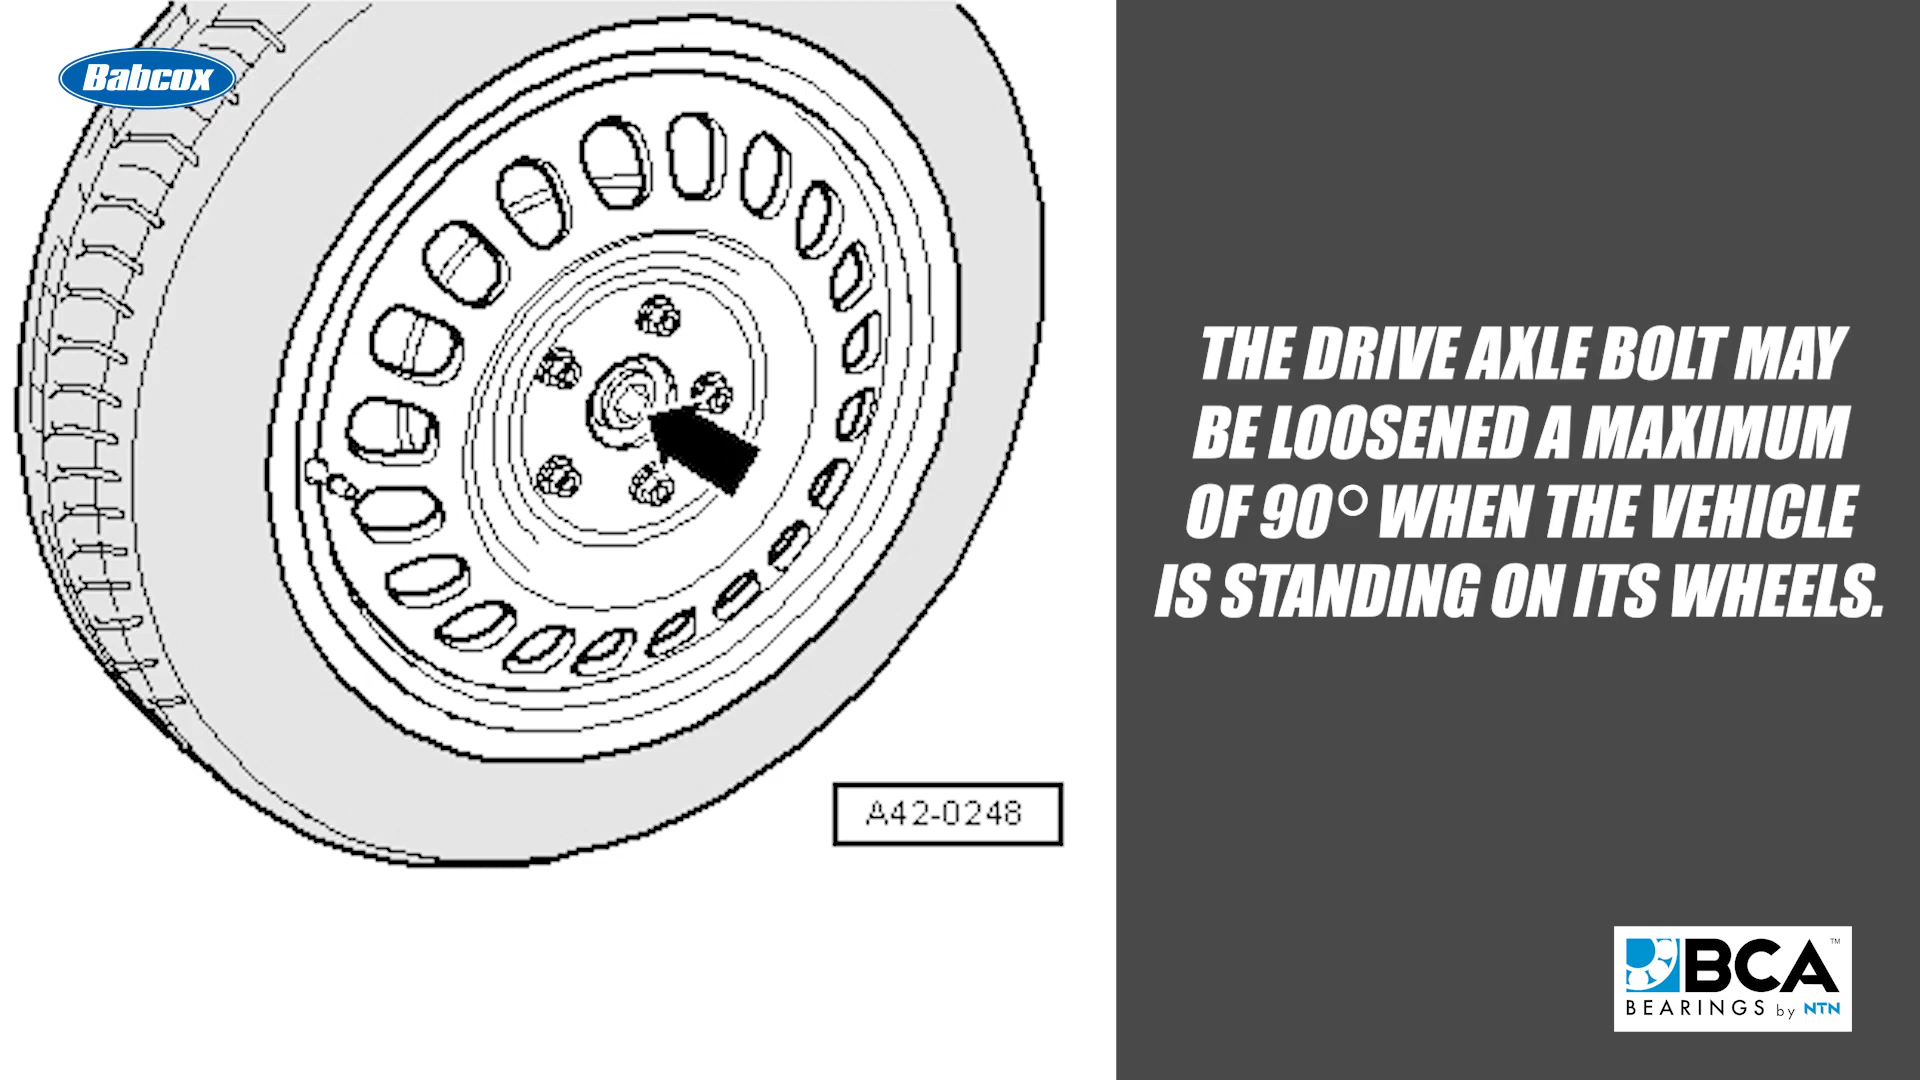 Babcox
THE DRIVE AXLE BOLT MAY
BE LOOSENED A MAXIMUM
OF 90° WHEN THE VEHICLE
IS STANDING ON ITS WHEELS.
A42-0248
BCA™
BEARINGS by NTN